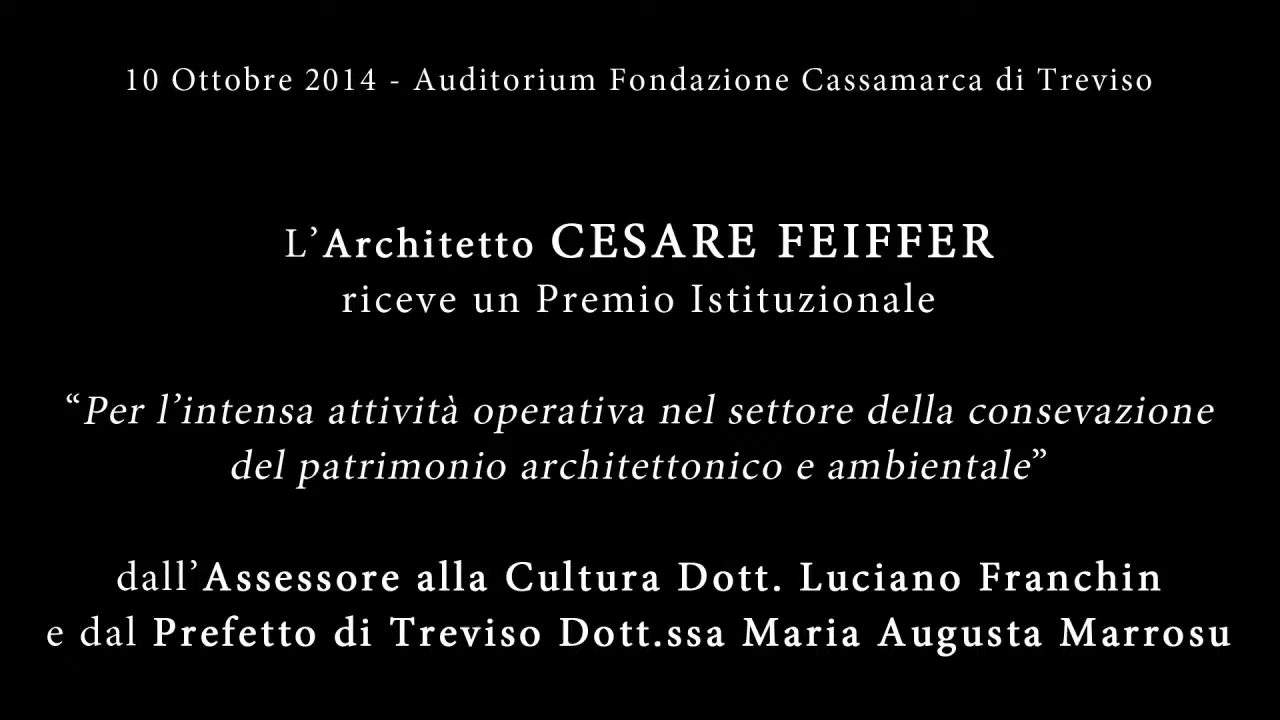 10 Ottobre 2014 - Auditorium Fondazione Cassamarca di Treviso
L’Architetto CESARE FEIFFER
riceve un Premio Istituzionale
“Per l’intensa attività operativa nel settore della consevazione
del patrimonio architettonico e ambientale”
dall’Assessore alla Cultura Dott. Luciano Franchin
e dal Prefetto di Treviso Dott.ssa Maria Augusta Marrosu